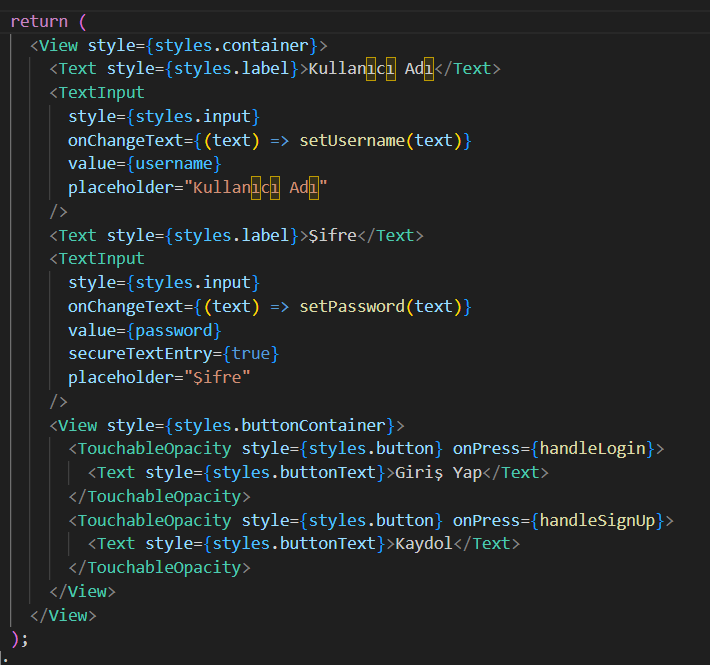 return (
<View style={styles.container}>
<Text style={styles.label}>Kullanıcı Adı</Text>
<TextInput
style={styles.input}
onChangeText={(text) => setUsername(text)}
value={username}
placeholder="Kullanıcı Adı"
/>
<Text style={styles.label}>Şifre</Text>
<TextInput
style={styles.input}
onChangeText={(text) => setPassword(text)}
value={password}
secureTextEntry={true}
placeholder="Şifre"
/>
<View style={styles.buttonContainer}>
<TouchableOpacity style={styles.button} onPress={handleLogin}>
<Text style={styles.buttonText}>Giriş Yap</Text>
</TouchableOpacity>
<TouchableOpacity style={styles.button} onPress={handleSignUp}>
<Text style={styles.buttonText}>Kaydol</Text>
</TouchableOpacity>
</View>
</View>
);